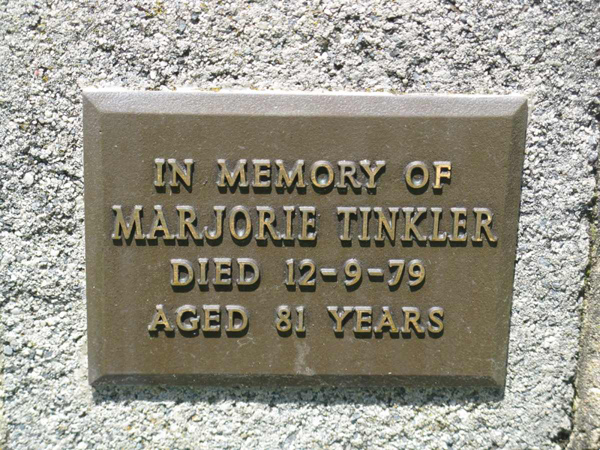 IN MEMORY OF
MARJORIE TINKLER
DIED 12-9-79
AGED 81 YEARS